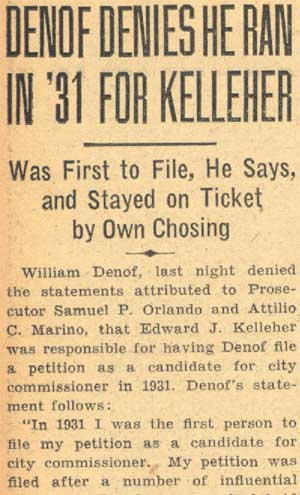 DENOF DENIES HE RAN
IN '31 FOR KELLEHER
Was First to File, He Says,
and Stayed on Ticket
by Own Chosing
William Denof, last night denied
the statements attributed to Prose-
cutor Samuel P. Orlando and Attilio
C. Marino, that Edward J. Kelleher
was responsible for having Denof file
a petition as a candidate for city
commissioner in 1931. Denof's state-
ment follows:
"In 1931 I was the first person to
file my petition as a candidate for
city commissioner. My petition was
filed after a number of influential